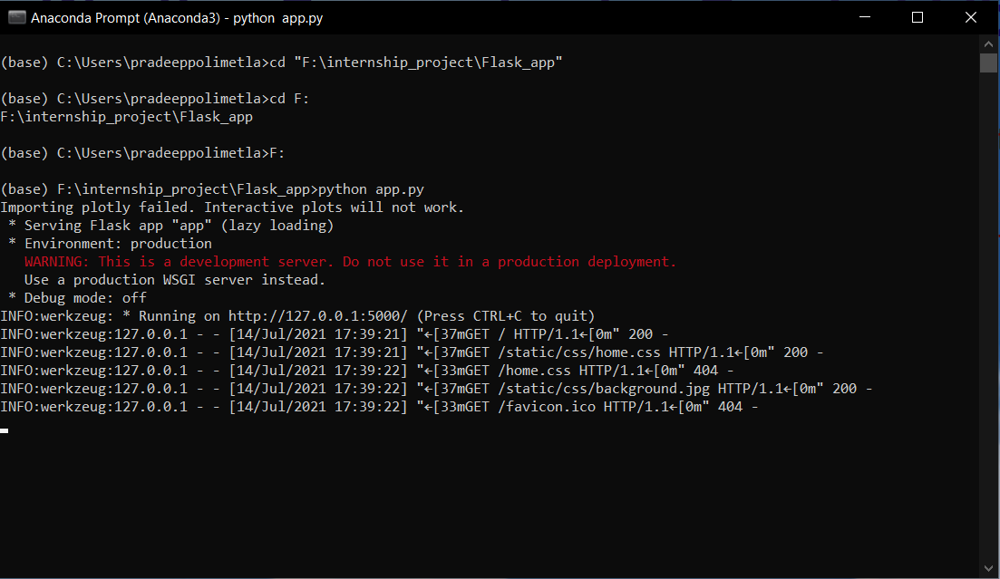 Anaconda Prompt (Anaconda3) - python  app.py
(base) C:\Users\pradeeppolimetla>cd "F:\internship_project\Flask_app"
(base) C:\Users\pradeeppolimetla>cd F:
F:\internship_project\Flask_app
(base) C:\Users\pradeeppolimetla>F:
(base) F:\internship_project\Flask_app>python app.py
Importing plotly failed. Interactive plots will not work.
 * Serving Flask app "app" (lazy loading)
 * Environment: production
   WARNING: This is a development server. Do not use it in a production deployment.
   Use a production WSGI server instead.
 * Debug mode: off
INFO:werkzeug: * Running on http://127.0.0.1:5000/ (Press CTRL+C to quit)
INFO:werkzeug:127.0.0.1 - - [14/Jul/2021 17:39:21] "←[37mGET / HTTP/1.1←[0m" 200 -
INFO:werkzeug:127.0.0.1 - - [14/Jul/2021 17:39:21] "←[37mGET /static/css/home.css HTTP/1.1←[0m" 200 -
INFO:werkzeug:127.0.0.1 - - [14/Jul/2021 17:39:22] "←[33mGET /home.css HTTP/1.1←[0m" 404 -
INFO:werkzeug:127.0.0.1 - - [14/Jul/2021 17:39:22] "←[37mGET /static/css/background.jpg HTTP/1.1←[0m" 200 -
INFO:werkzeug:127.0.0.1 - - [14/Jul/2021 17:39:22] "←[33mGET /favicon.ico HTTP/1.1←[0m" 404 -